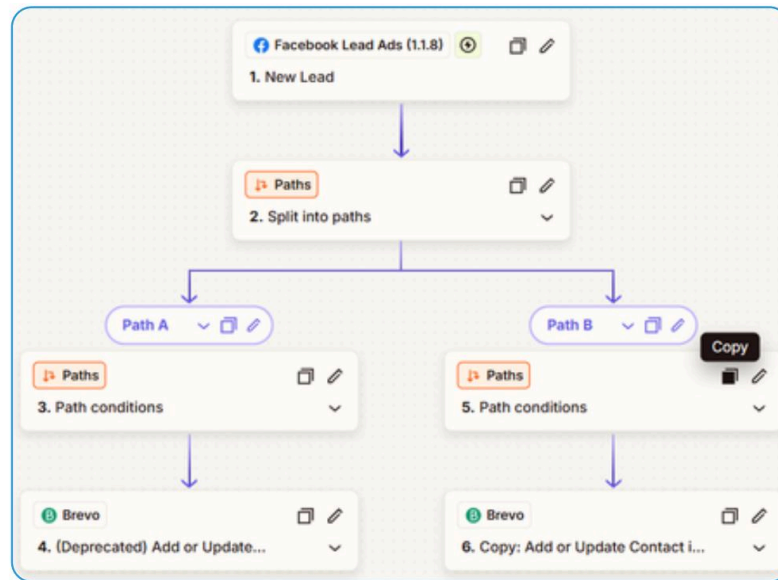 Facebook Lead Ads (1.1.8)
1. New Lead
Paths
2. Split into paths
Path A
Path B
Copy
Paths
3. Path conditions
Paths
5. Path conditions
Brevo
4. (Deprecated) Add or Update...
Brevo
6. Copy: Add or Update Contact i...